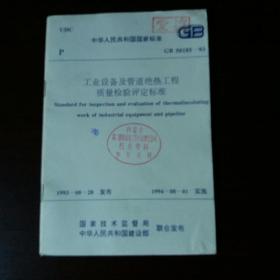 UDC
中华人民共和国国家标准
GB
P
GB 50185—93
工业设备及管道绝热工程
质量检验评定标准
Standard for inspection and evaluation of thermalinsulating
work of industrial equipment and pipeline
1993—09—28 发布
1994—08—01 实施
国家技术监督局
中华人民共和国建设部
联合发布